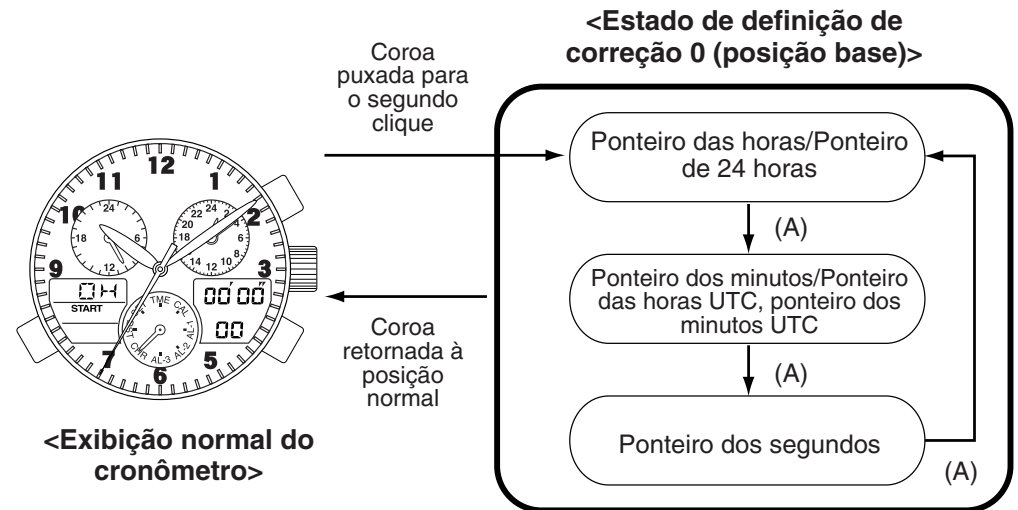 <Estado de definição de
correção 0 (posição base)>
Coroa
puxada para
o segundo
clique
Ponteiro das horas/Ponteiro
de 24 horas
(A)
Ponteiro dos minutos/Ponteiro
das horas UTC, ponteiro dos
minutos UTC
(A)
Ponteiro dos segundos
(A)
Coroa
retornada à
posição
normal
12
11
1
10
2
9
3
7
5
6
24
6
12
18
24
2
4
6
8
10
12
14
18
20
22
0H
START
00'00"
00
TME
CAL
AL-1
AL-2
AL-3
CHR
<Exibição normal do
cronômetro>